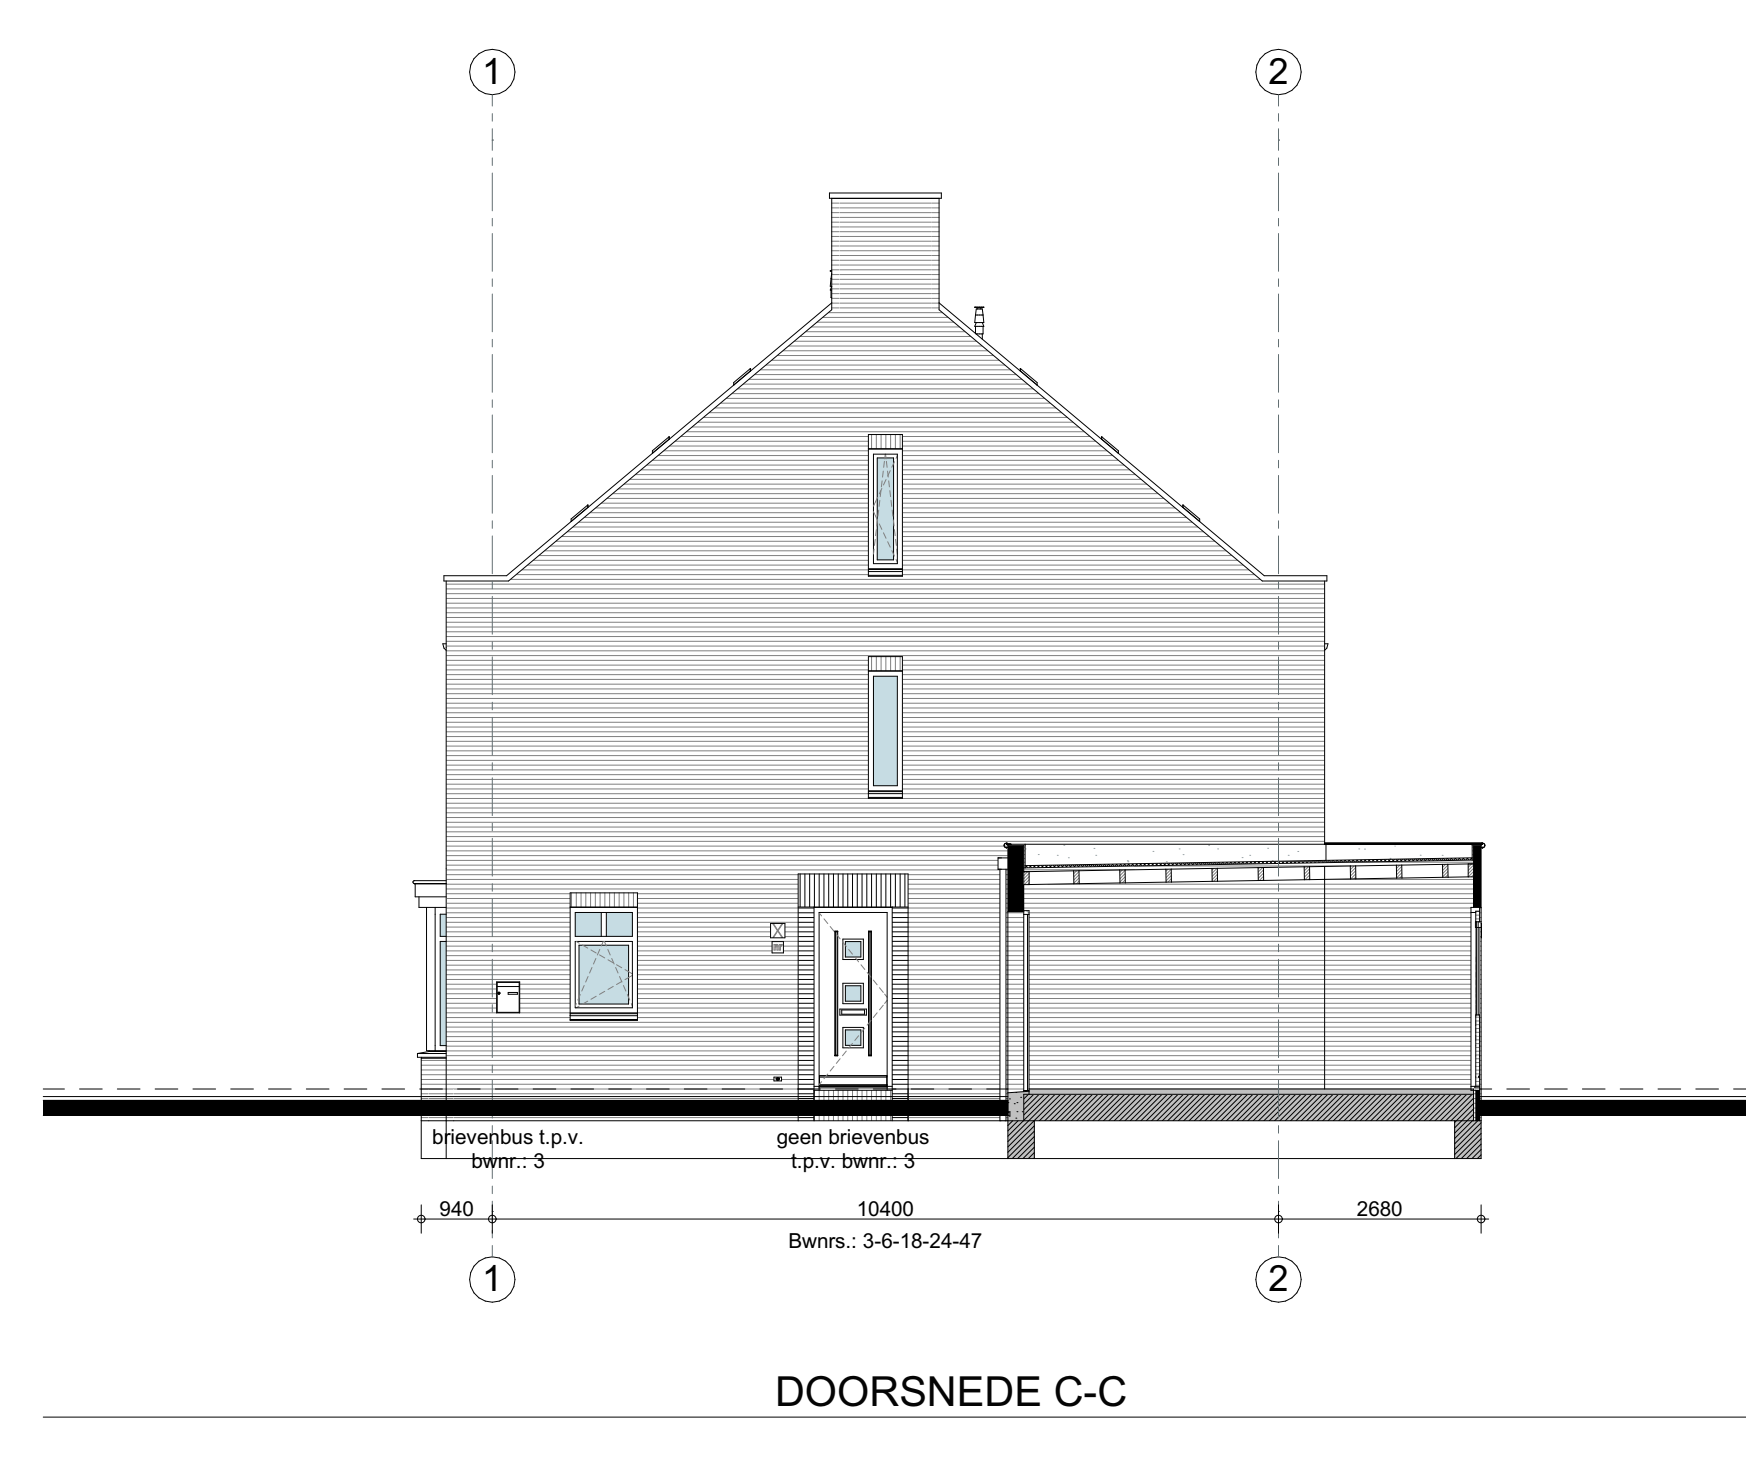 1 2
brievenbus t.p.v.
bwnr.: 3
geen brievenbus
t.p.v. bwnr.: 3
940 10400 2680
Bwnrs.: 3-6-18-24-47
1 2
DOORSNEDE C-C